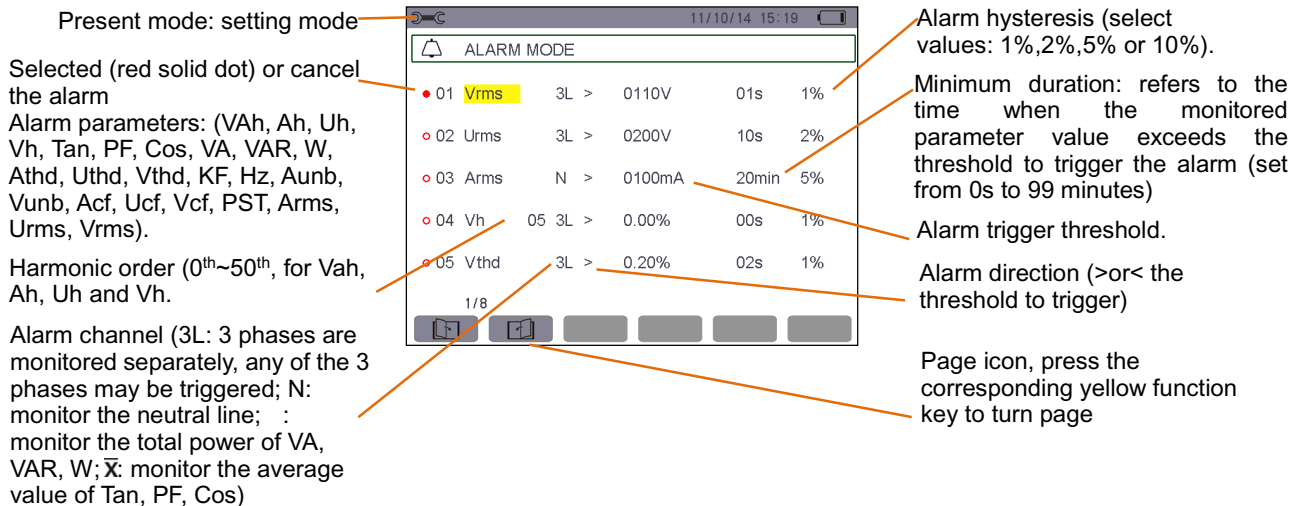 Present mode: setting mode
Selected (red solid dot) or cancel
the alarm
Alarm parameters: (VAh, Ah, Uh,
Vh, Tan, PF, Cos, VA, VAR, W,
Athd, Uthd, Vthd, KF, Hz, Aunb,
Vunb, Acf, Ucf, Vcf, PST, Arms,
Urms, Vrms).
Harmonic order (0th~50th, for Vah,
Ah, Uh and Vh.
Alarm channel (3L: 3 phases are
monitored separately, any of the 3
phases may be triggered; N:
monitor the neutral line; :
monitor the total power of VA,
VAR, W; x̅: monitor the average
value of Tan, PF, Cos)
11/10/14 15:19
ALARM MODE
01 Vrms 3L > 0110V 01s 1%
02 Urms 3L > 0200V 10s 2%
03 Arms N > 0100mA 20min 5%
04 Vh 05 3L > 0.00% 00s 1%
05 Vthd 3L > 0.20% 02s 1%
1/8
Alarm hysteresis (select
values: 1%,2%,5% or 10%).
Minimum duration: refers to the
time when the monitored
parameter value exceeds the
threshold to trigger the alarm (set
from 0s to 99 minutes)
Alarm trigger threshold.
Alarm direction (>or< the
threshold to trigger)
Page icon, press the
corresponding yellow function
key to turn page